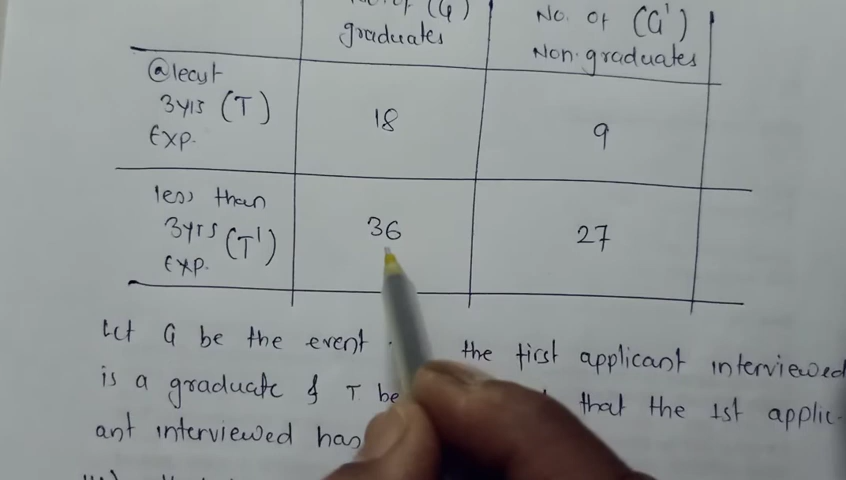 (G)
graduates
No. of (G')
Non.graduates
@lecut
3yrs (T)
Exp.
18
9
less than
3yrs (T')
Exp.
36
27
Let G be the event the first applicant interviewed
is a graduate & T be that the 1st applic-
ant interviewed has